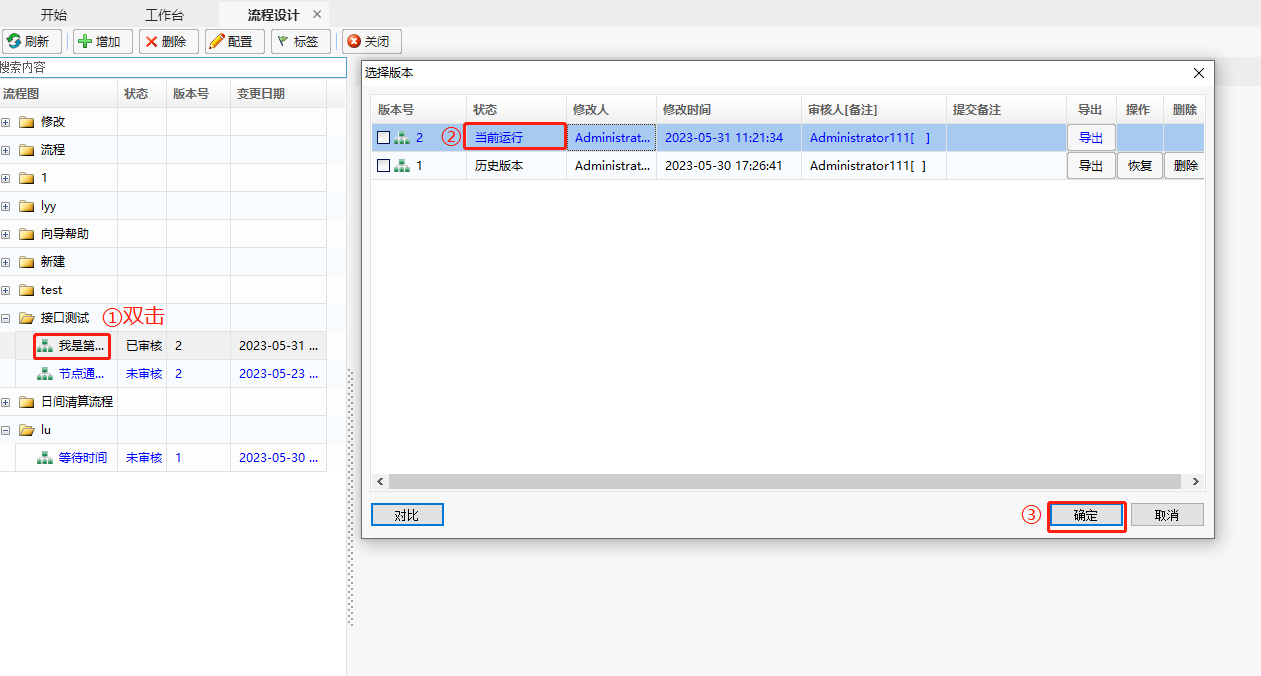 开始 工作台 流程设计
刷新 增加 删除 配置 标签 关闭
搜索内容
流程图 状态 版本号 变更日期
修改
流程
1
lyy
向导帮助
新建
test
接口测试 ①双击
我是第... 已审核 2 2023-05-31 ...
节点通... 未审核 2 2023-05-23 ...
日间清算流程
lu
等待时间 未审核 1 2023-05-30 ...
选择版本
版本号 状态 修改人 修改时间 审核人[备注] 提交备注 导出 操作 删除
2 ② 当前运行 Administrat... 2023-05-31 11:21:34 Administrator111[ ] 导出
1 历史版本 Administrat... 2023-05-30 17:26:41 Administrator111[ ] 导出 恢复 删除
对比 ③ 确定 取消